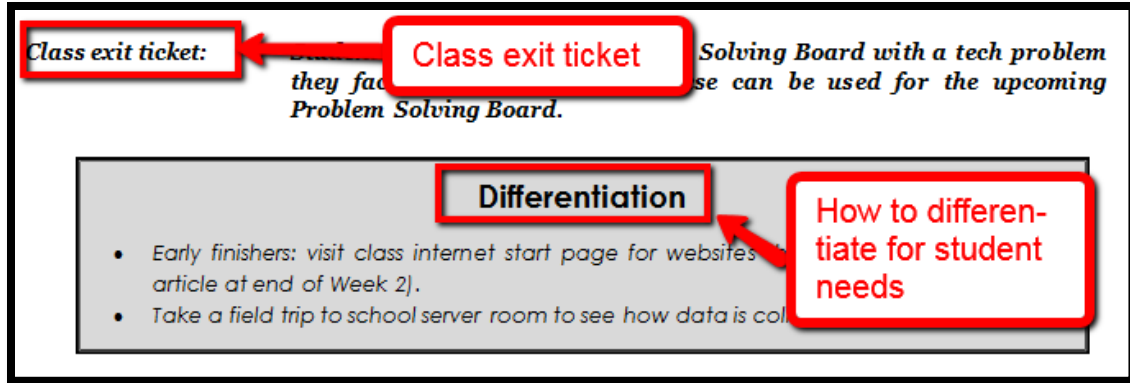 Class exit ticket:
Class exit ticket
Solving Board with a tech problem
they se can be used for the upcoming
Problem Solving Board.
Differentiation
How to differen-
tiate for student
needs
• Early finishers: visit class internet start page for websites
article at end of Week 2).
• Take a field trip to school server room to see how data is